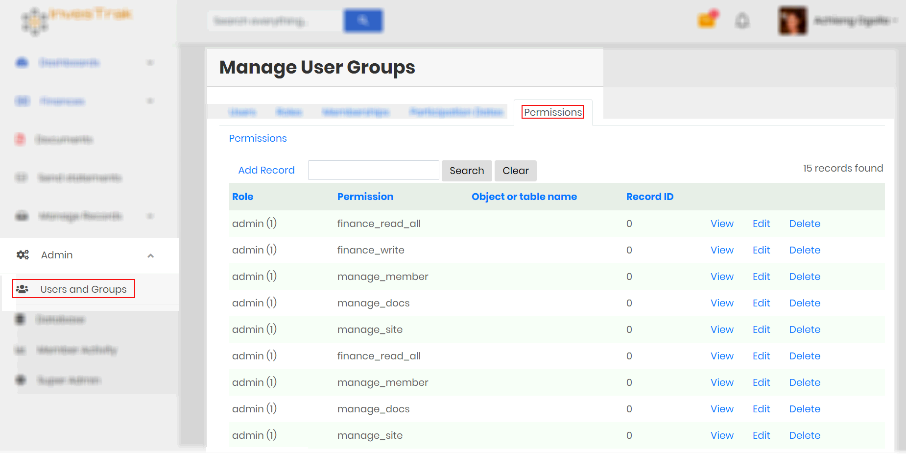 InvesTrak
Search everything...
Dashboards
Finances
Documents
Send statements
Manage Records
Admin
Users and Groups
Database
Member Activity
Super Admin
Manage User Groups
Users Roles Memberships Participation Dates Permissions
Permissions
Add Record Search Clear 15 records found
Role Permission Object or table name Record ID
admin (1) finance_read_all 0 View Edit Delete
admin (1) finance_write 0 View Edit Delete
admin (1) manage_member 0 View Edit Delete
admin (1) manage_docs 0 View Edit Delete
admin (1) manage_site 0 View Edit Delete
admin (1) finance_read_all 0 View Edit Delete
admin (1) manage_member 0 View Edit Delete
admin (1) manage_docs 0 View Edit Delete
admin (1) manage_site 0 View Edit Delete